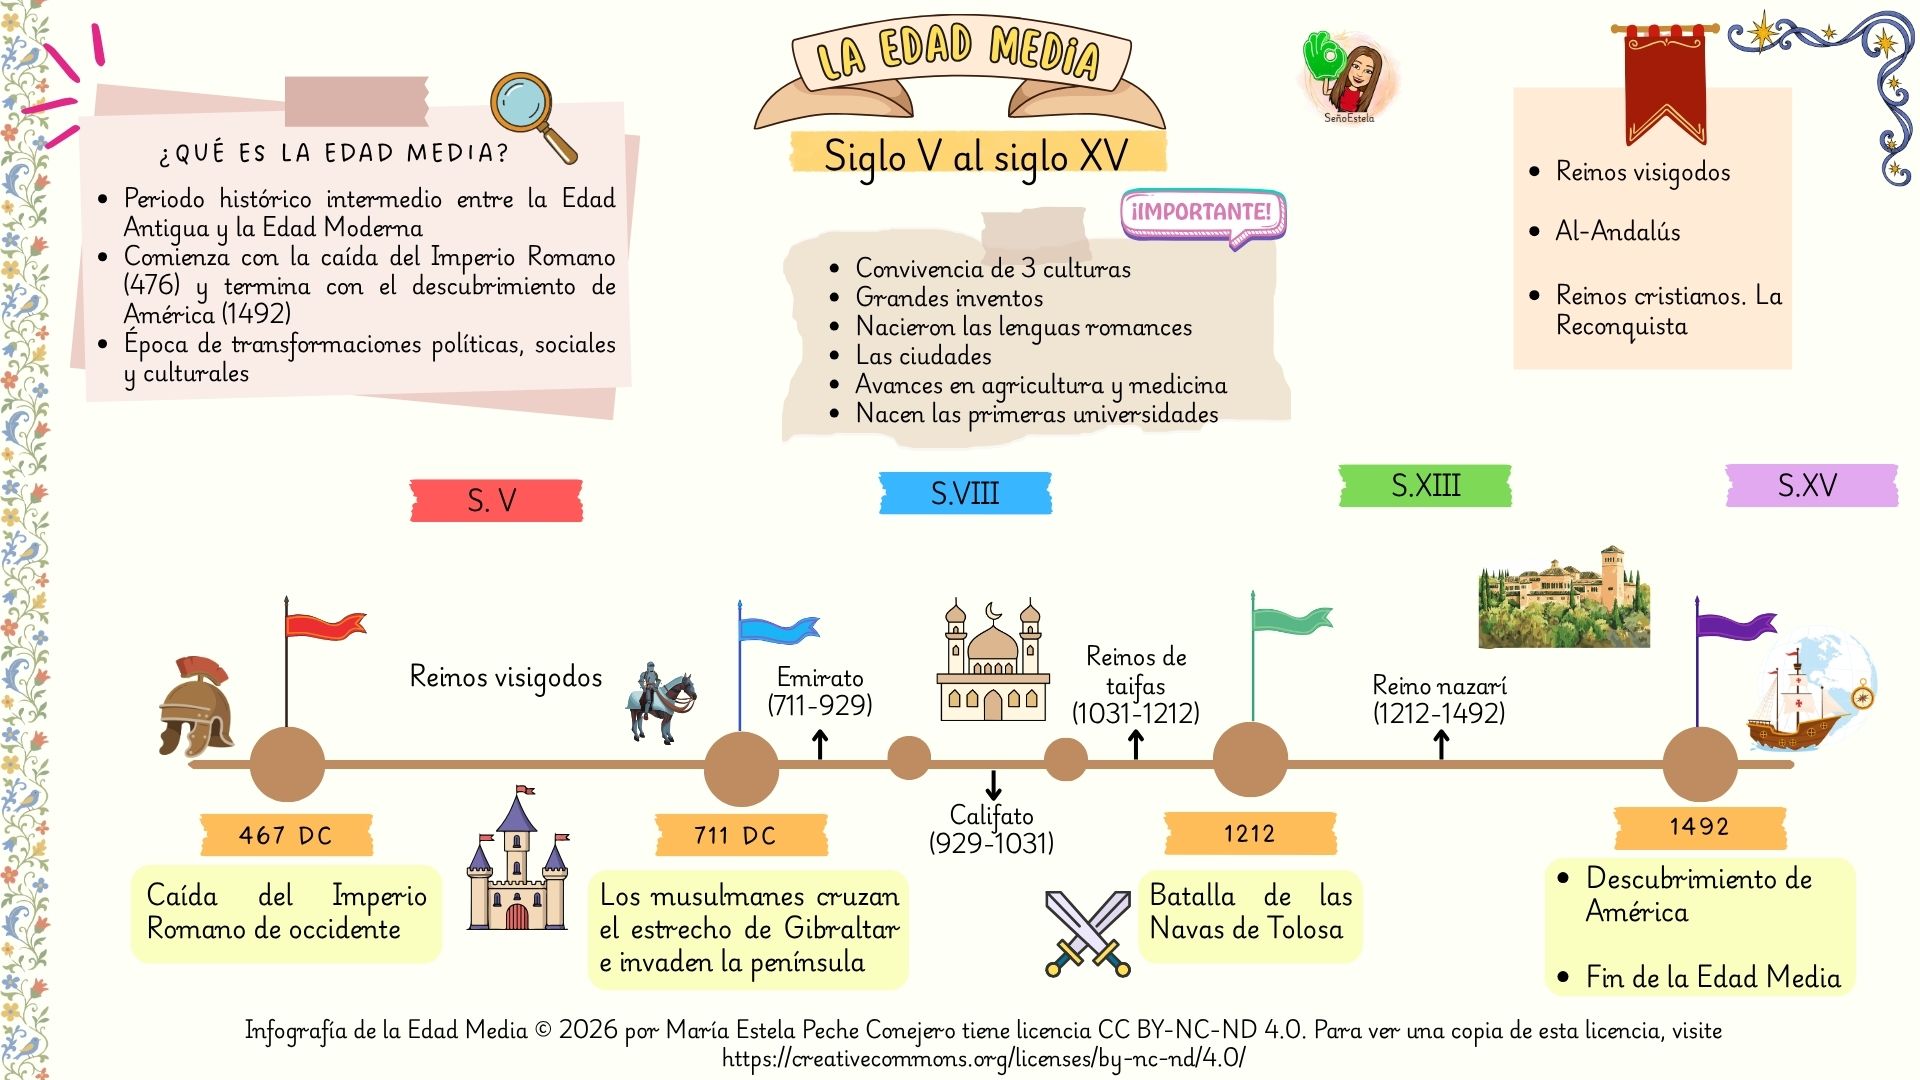 LA EDAD MEDIA
Siglo V al siglo XV
SeñoEstela
¿QUÉ ES LA EDAD MEDIA?
• Periodo histórico intermedio entre la Edad
Antigua y la Edad Moderna
• Comienza con la caída del Imperio Romano
(476) y termina con el descubrimiento de
América (1492)
• Época de transformaciones políticas, sociales
y culturales
¡IMPORTANTE!
• Convivencia de 3 culturas
• Grandes inventos
• Nacieron las lenguas romances
• Las ciudades
• Avances en agricultura y medicina
• Nacen las primeras universidades
• Reinos visigodos
• Al-Andalús
• Reinos cristianos. La
Reconquista
S. V
S.VIII
S.XIII
S.XV
Reinos visigodos
Emirato
(711-929)
Califato
(929-1031)
Reinos de
taifas
(1031-1212)
Reino nazarí
(1212-1492)
467 DC
Caída del Imperio
Romano de occidente
711 DC
Los musulmanes cruzan
el estrecho de Gibraltar
e invaden la península
1212
Batalla de las
Navas de Tolosa
1492
• Descubrimiento de
América
• Fin de la Edad Media
Infografía de la Edad Media © 2026 por María Estela Peche Conejero tiene licencia CC BY-NC-ND 4.0. Para ver una copia de esta licencia, visite
https://creativecommons.org/licenses/by-nc-nd/4.0/